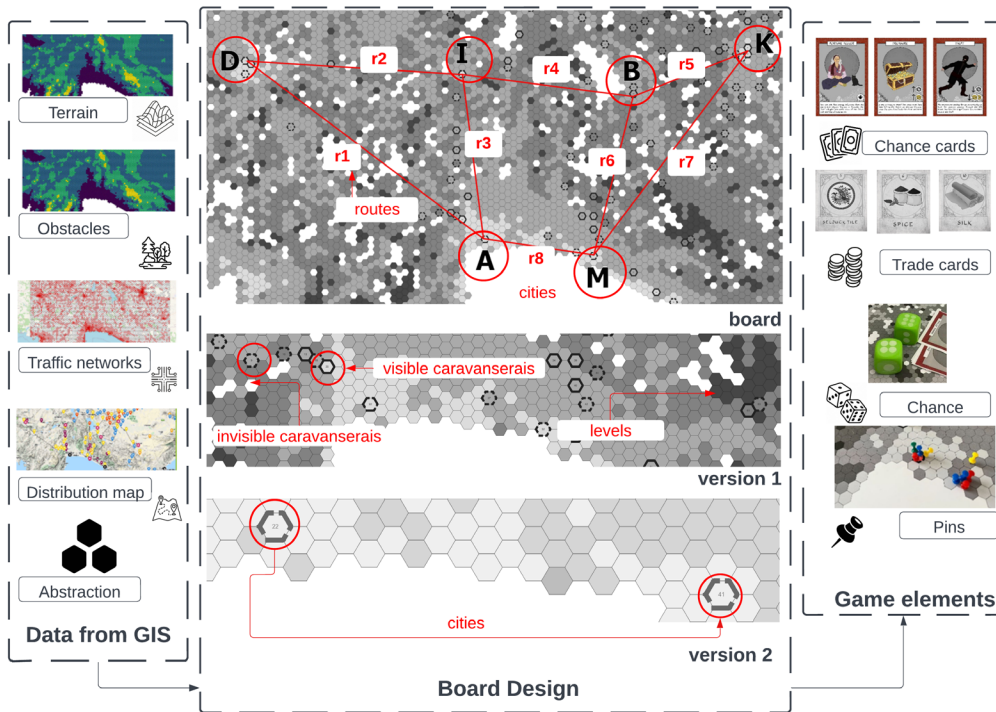 Terrain
Obstacles
Traffic networks
Distribution map
Abstraction
Data from GIS
D
I
B
K
r2
r4
r5
r1
r3
r6
r7
routes
A
r8
M
cities
board
visible caravanserais
invisible caravanserais
levels
version 1
22
41
cities
version 2
Board Design
Chance cards
SPICE
SILK
Trade cards
Chance
Pins
Game elements